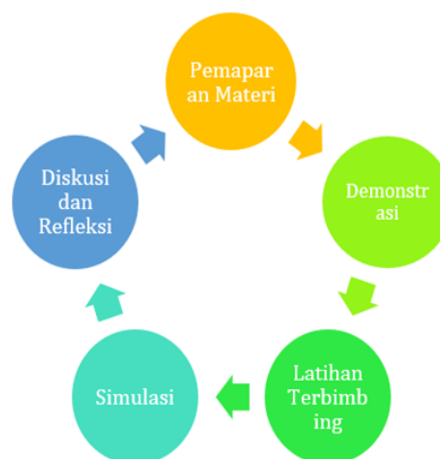 Pemapar
an Materi
Demonstr
asi
Latihan
Terbimb
ing
Simulasi
Diskusi
dan
Refleksi